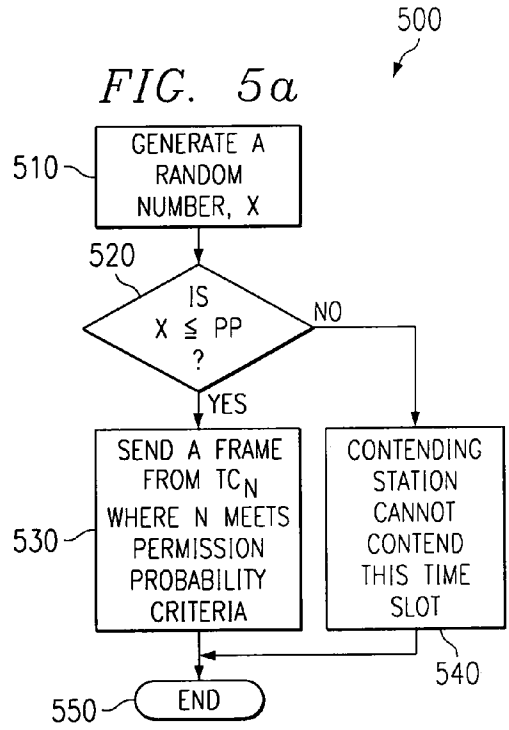 500
FIG. 5a
510
GENERATE A
RANDOM
NUMBER, X
520
IS
X ≦ PP
?
NO
YES
530
SEND A FRAME
FROM TC_N
WHERE N MEETS
PERMISSION
PROBABILITY
CRITERIA
CONTENDING
STATION
CANNOT
CONTEND
THIS TIME
SLOT
540
550
END